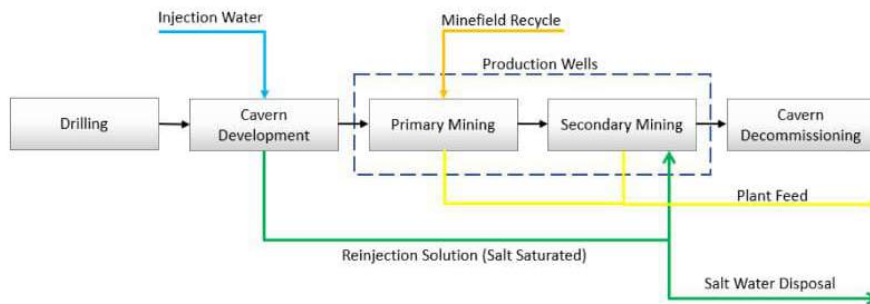 Injection Water
Minefield Recycle
Production Wells
Drilling
Cavern
Development
Primary Mining
Secondary Mining
Cavern
Decommissioning
Plant Feed
Reinjection Solution (Salt Saturated)
Salt Water Disposal